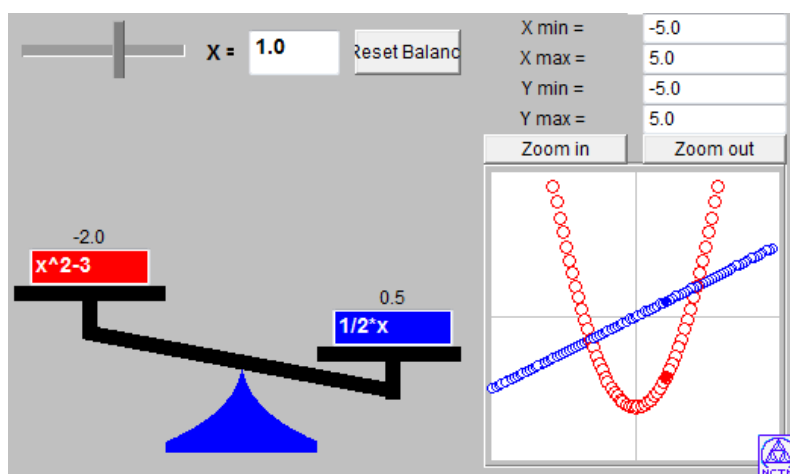 X = 1.0 Reset Balanc
X min = -5.0
X max = 5.0
Y min = -5.0
Y max = 5.0
Zoom in Zoom out
-2.0
x^2-3
0.5
1/2*x